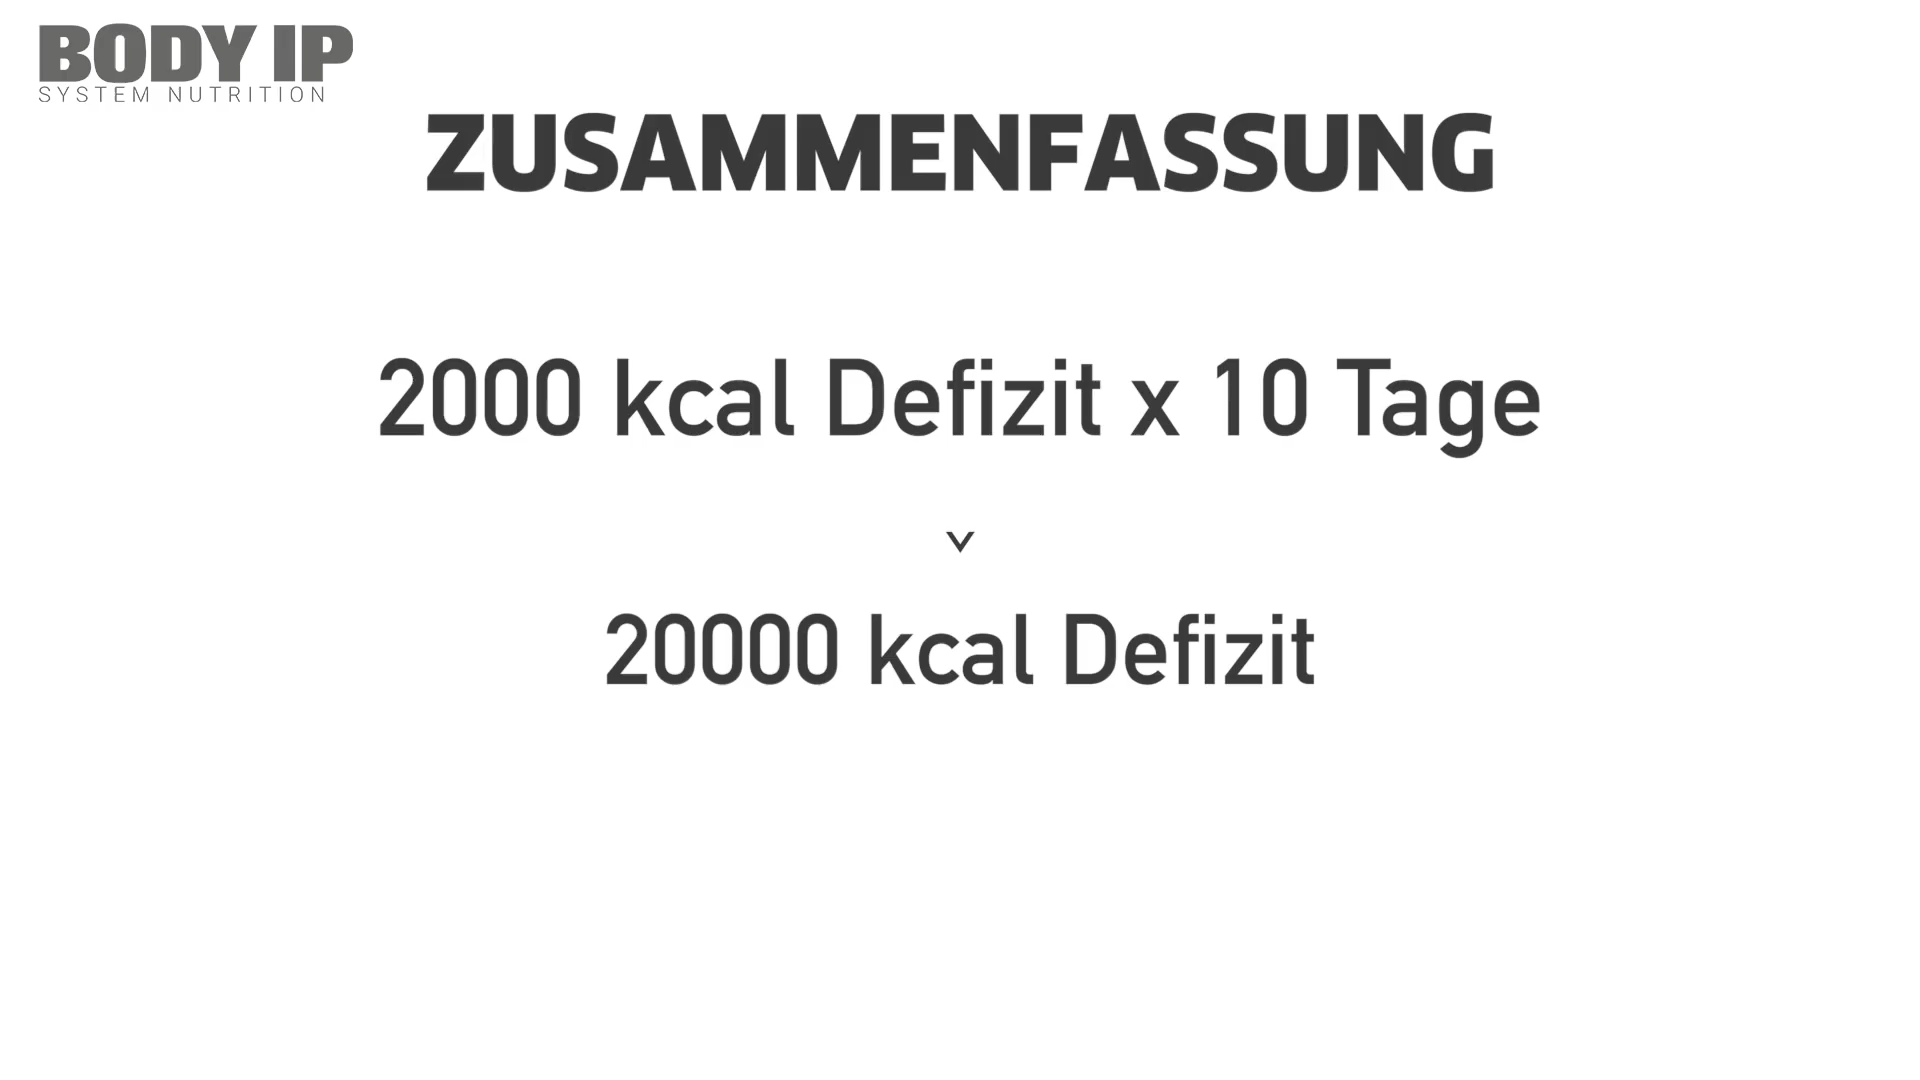 BODY IP
SYSTEM NUTRITION
ZUSAMMENFASSUNG
2000 kcal Defizit x 10 Tage
20000 kcal Defizit